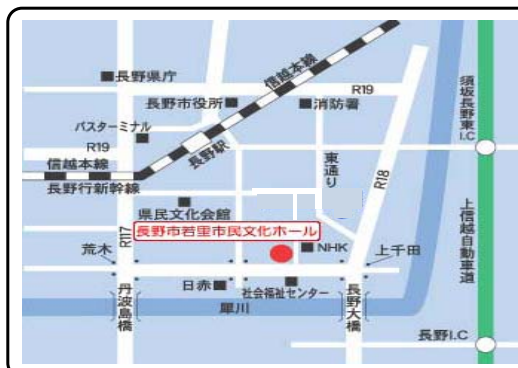 信越本線
長野県庁
R19
長野市役所
消防署
須坂長野東I.C
バスターミナル
R19
長野駅
東通り
信越本線
長野行新幹線
R18
県民文化会館
上信越自動車道
R117
長野市若里市民文化ホール
荒木
NHK
上千田
日赤
社会福祉センター
丹波島橋
犀川
長野大橋
長野I.C